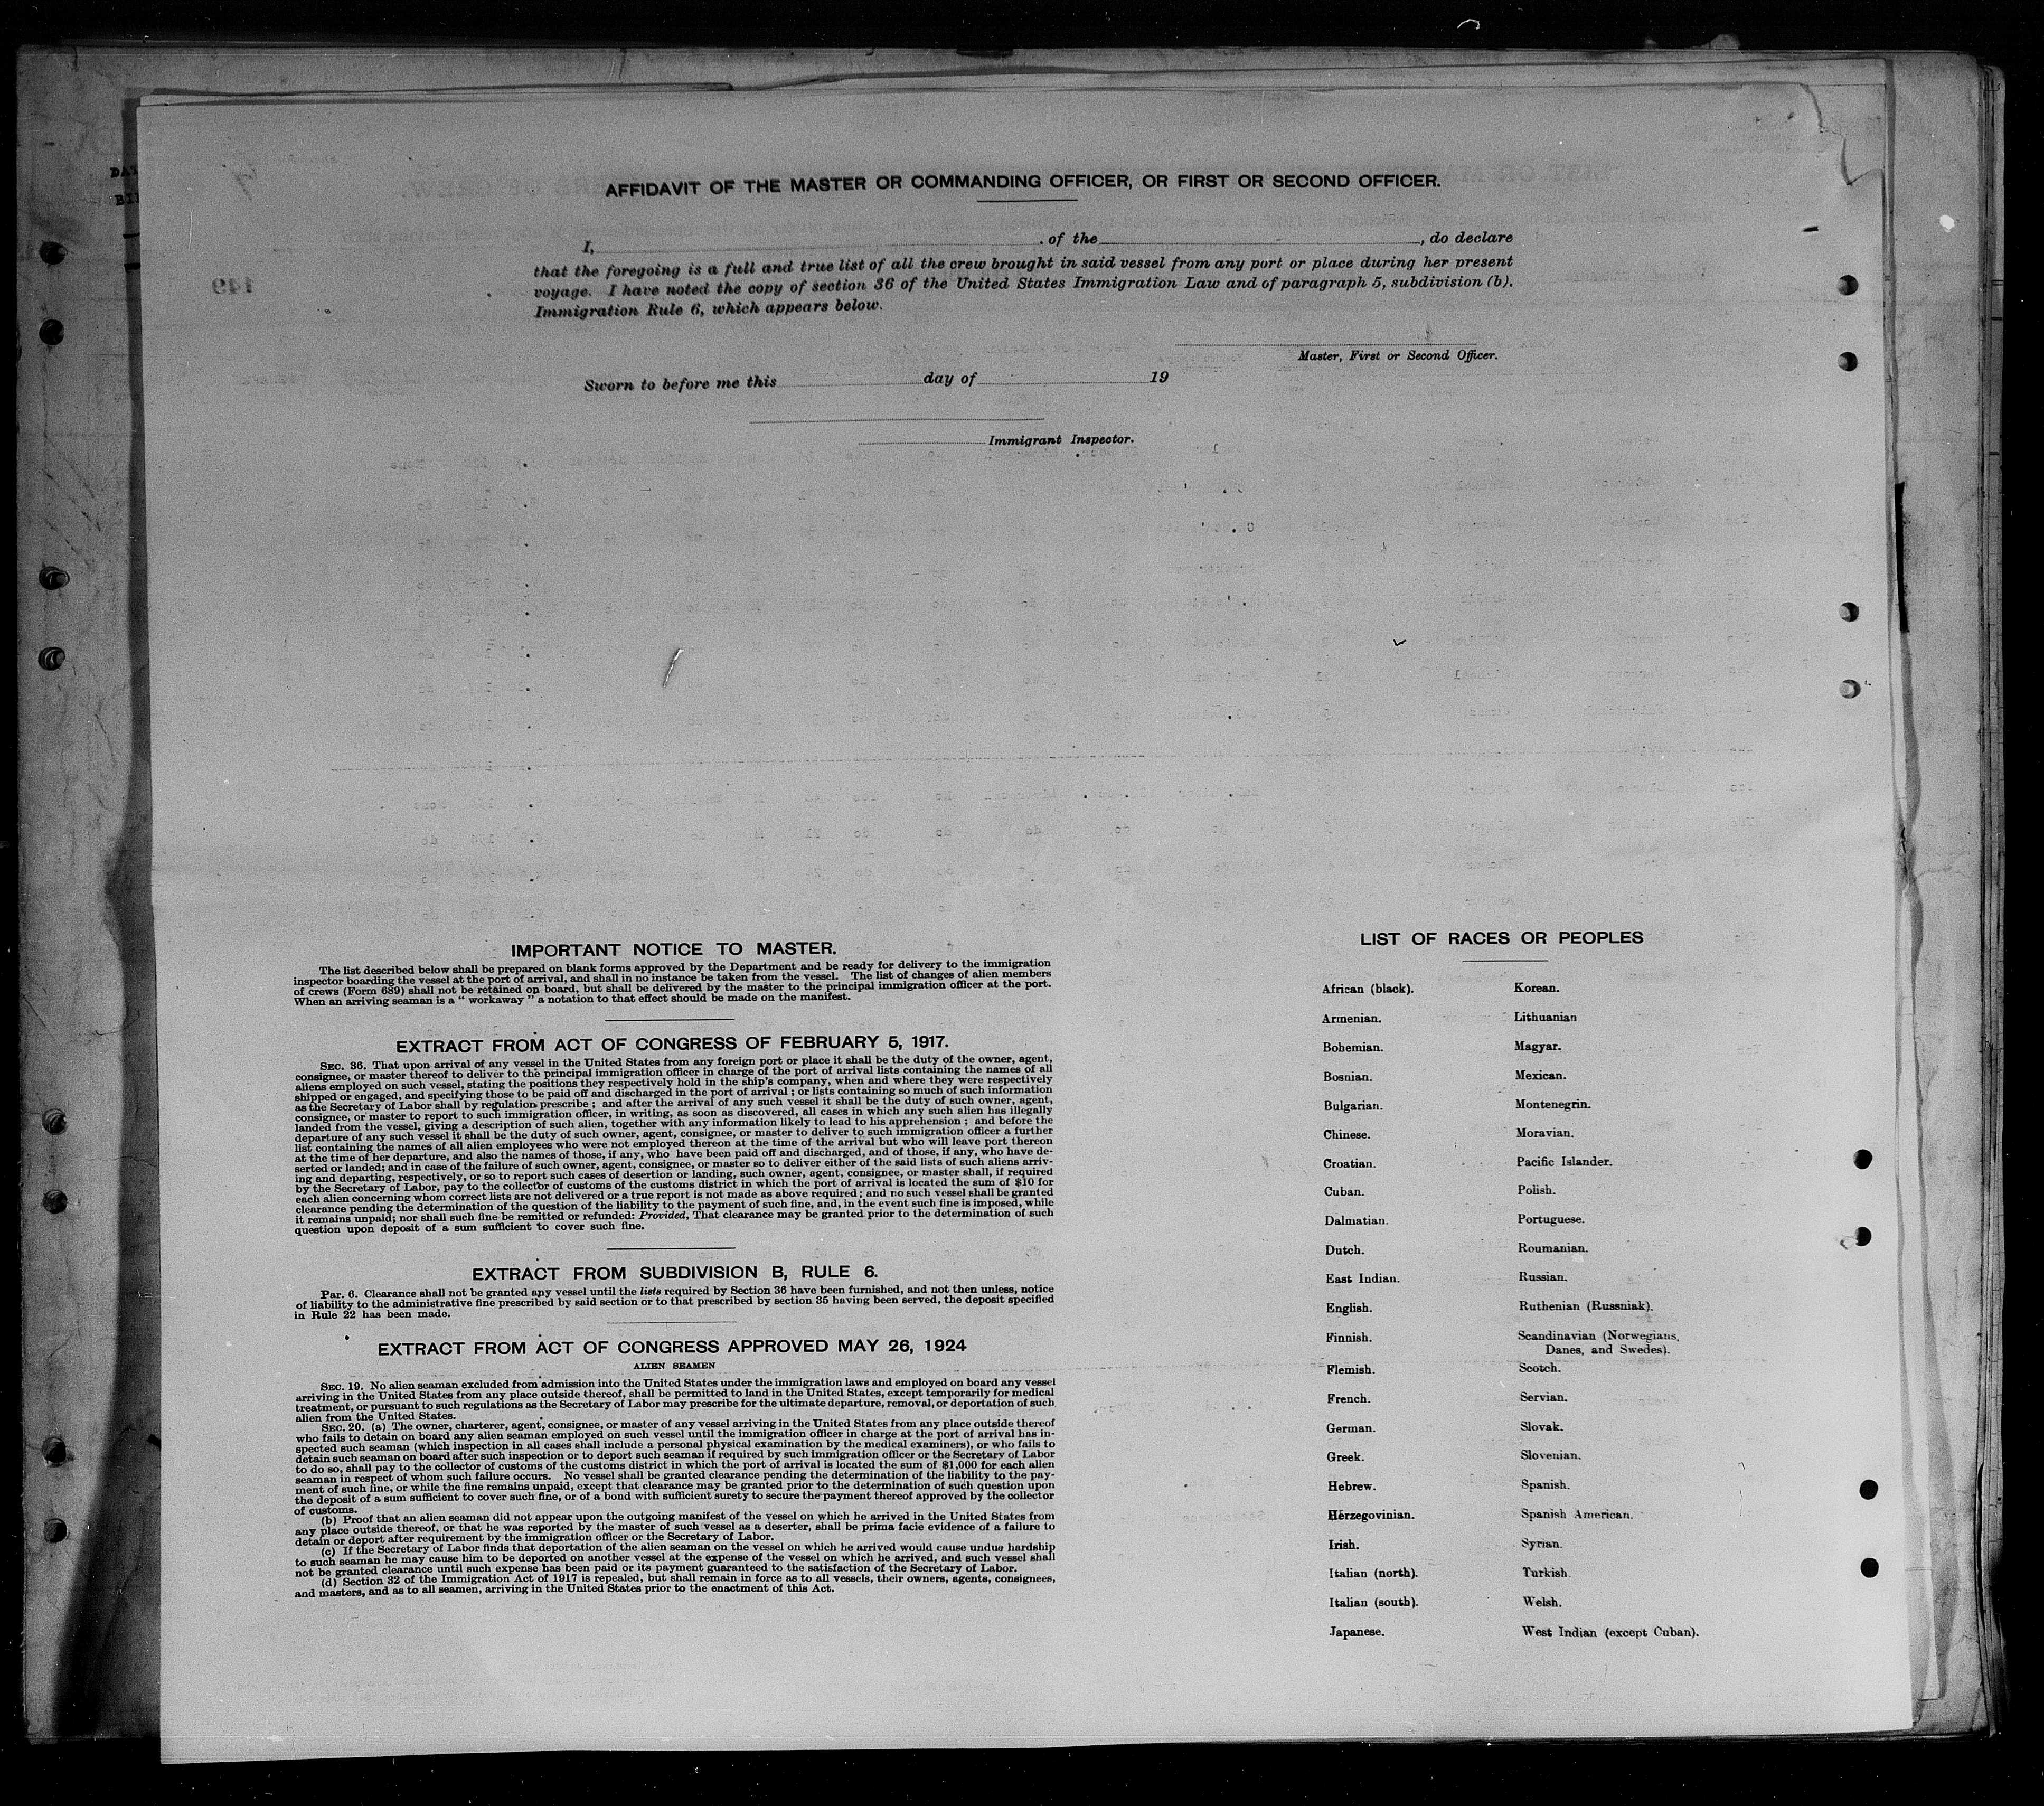 AFFIDAVIT OF THE MASTER OR COMMANDING OFFICER, OR FIRST OR SECOND OFFICER.
I, of the , do declare
that the foregoing is a full and true list of all the crew brought in said vessel from any port or place during her present
voyage. I have noted the copy of section 36 of the United States Immigration Law and of paragraph 5, subdivision (b).
Immigration Rule 6, which appears below.
Master, First or Second Officer.
Sworn to before me this day of 19
Immigrant Inspector.
IMPORTANT NOTICE TO MASTER.
The list described below shall be prepared on blank forms approved by the Department and be ready for delivery to the immigration
inspector boarding the vessel at the port of arrival, and shall in no instance be taken from the vessel. The list of changes of alien members
of crews (Form 689) shall not be retained on board, but shall be delivered by the master to the principal immigration officer at the port.
When an arriving seaman is a " workaway " a notation to that effect should be made on the manifest.
EXTRACT FROM ACT OF CONGRESS OF FEBRUARY 5, 1917.
SEC. 36. That upon arrival of any vessel in the United States from any foreign port or place it shall be the duty of the owner, agent,
consignee, or master thereof to deliver to the principal immigration officer in charge of the port of arrival lists containing the names of all
aliens employed on such vessel, stating the positions they respectively hold in the ship's company, when and where they were respectively
shipped or engaged, and specifying those to be paid off and discharged in the port of arrival ; or lists containing so much of such information
as the Secretary of Labor shall by regulation prescribe ; and after the arrival of any such vessel it shall be the duty of such owner, agent,
consignee, or master to report to such immigration officer, in writing, as soon as discovered, all cases in which any such alien has illegally
landed from the vessel, giving a description of such alien, together with any information likely to lead to his apprehension ; and before the
departure of any such vessel it shall be the duty of such owner, agent, consignee, or master to deliver to such immigration officer a further
list containing the names of all alien employees who were not employed thereon at the time of the arrival but who will leave port thereon
at the time of her departure, and also the names of those, if any, who have been paid off and discharged, and of those, if any, who have de-
serted or landed; and in case of the failure of such owner, agent, consignee, or master so to deliver either of the said lists of such aliens arriv-
ing and departing, respectively, or so to report such cases of desertion or landing, such owner, agent, consignee, or master shall, if required
by the Secretary of Labor, pay to the collector of customs of the customs district in which the port of arrival is located the sum of $10 for
each alien concerning whom correct lists are not delivered or a true report is not made as above required ; and no such vessel shall be granted
clearance pending the determination of the question of the liability to the payment of such fine, and, in the event such fine is imposed, while
it remains unpaid; nor shall such fine be remitted or refunded: Provided, That clearance may be granted prior to the determination of such
question upon deposit of a sum sufficient to cover such fine.
EXTRACT FROM SUBDIVISION B, RULE 6.
Par. 6. Clearance shall not be granted any vessel until the lists required by Section 36 have been furnished, and not then unless, notice
of liability to the administrative fine prescribed by said section or to that prescribed by section 35 having been served, the deposit specified
in Rule 22 has been made.
EXTRACT FROM ACT OF CONGRESS APPROVED MAY 26, 1924
ALIEN SEAMEN
SEC. 19. No alien seaman excluded from admission into the United States under the immigration laws and employed on board any vessel
arriving in the United States from any place outside thereof, shall be permitted to land in the United States, except temporarily for medical
treatment, or pursuant to such regulations as the Secretary of Labor may prescribe for the ultimate departure, removal, or deportation of such
alien from the United States.
SEC. 20. (a) The owner, charterer, agent, consignee, or master of any vessel arriving in the United States from any place outside thereof
who fails to detain on board any alien seaman employed on such vessel until the immigration officer in charge at the port of arrival has in-
spected such seaman (which inspection in all cases shall include a personal physical examination by the medical examiners), or who fails to
detain such seaman on board after such inspection or to deport such seaman if required by such immigration officer or the Secretary of Labor
to do so, shall pay to the collector of customs of the customs district in which the port of arrival is located the sum of $1,000 for each alien
seaman in respect of whom such failure occurs. No vessel shall be granted clearance pending the determination of the liability to the pay-
ment of such fine, or while the fine remains unpaid, except that clearance may be granted prior to the determination of such question upon
the deposit of a sum sufficient to cover such fine, or of a bond with sufficient surety to secure the payment thereof approved by the collector
of customs.
(b) Proof that an alien seaman did not appear upon the outgoing manifest of the vessel on which he arrived in the United States from
any place outside thereof, or that he was reported by the master of such vessel as a deserter, shall be prima facie evidence of a failure to
detain or deport after requirement by the immigration officer or the Secretary of Labor.
(c) If the Secretary of Labor finds that deportation of the alien seaman on the vessel on which he arrived would cause undue hardship
to such seaman he may cause him to be deported on another vessel at the expense of the vessel on which he arrived, and such vessel shall
not be granted clearance until such expense has been paid or its payment guaranteed to the satisfaction of the Secretary of Labor.
(d) Section 32 of the Immigration Act of 1917 is repealed, but shall remain in force as to all vessels, their owners, agents, consignees,
and masters, and as to all seamen, arriving in the United States prior to the enactment of this Act.
LIST OF RACES OR PEOPLES
African (black). Korean.
Armenian. Lithuanian
Bohemian. Magyar.
Bosnian. Mexican.
Bulgarian. Montenegrin.
Chinese. Moravian.
Croatian. Pacific Islander.
Cuban. Polish.
Dalmatian. Portuguese.
Dutch. Roumanian.
East Indian. Russian.
English. Ruthenian (Russniak).
Finnish. Scandinavian (Norwegians,
Danes, and Swedes).
Flemish. Scotch.
French. Servian.
German. Slovak.
Greek. Slovenian.
Hebrew. Spanish.
Herzegovinian. Spanish American.
Irish. Syrian.
Italian (north). Turkish
Italian (south). Welsh.
Japanese. West Indian (except Cuban).